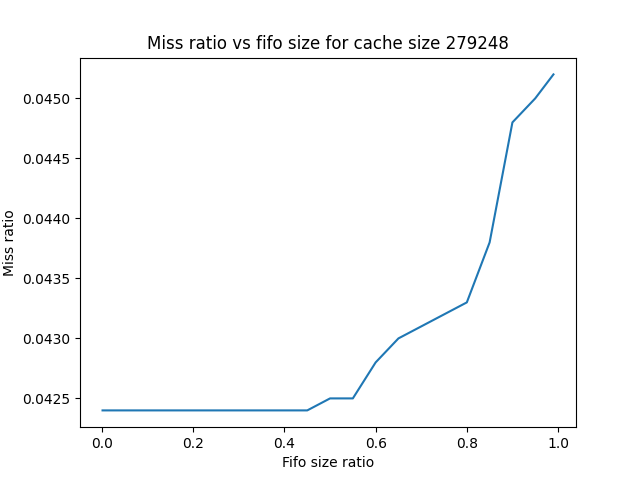 Miss ratio vs fifo size for cache size 279248
0.0450
0.0445
0.0440
0.0435
0.0430
0.0425
Miss ratio
0.0 0.2 0.4 0.6 0.8 1.0
Fifo size ratio